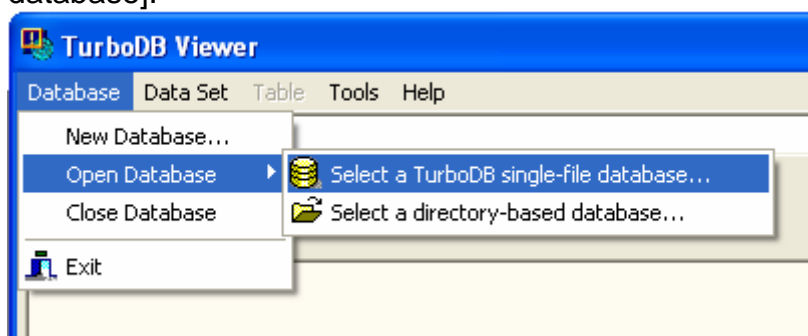 database].
TurboDB Viewer
Database Data Set Table Tools Help
New Database...
Open Database
Select a TurboDB single-file database...
Close Database
Select a directory-based database...
Exit